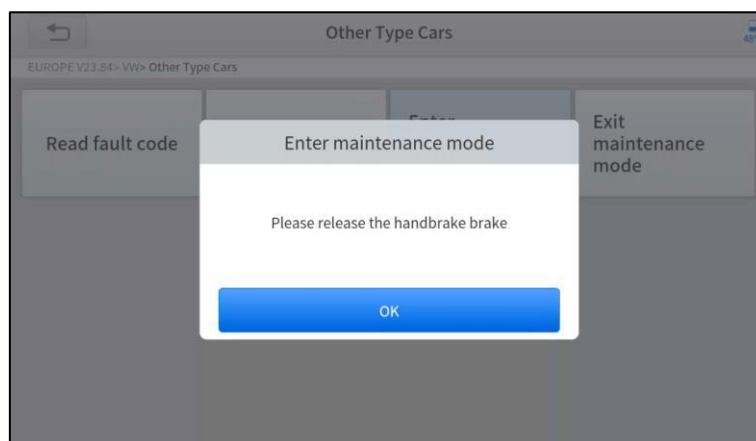 Other Type Cars
EUROPE V23.84> VW> Other Type Cars
Read fault code
Exit
maintenance
mode
Enter maintenance mode
Please release the handbrake brake
OK